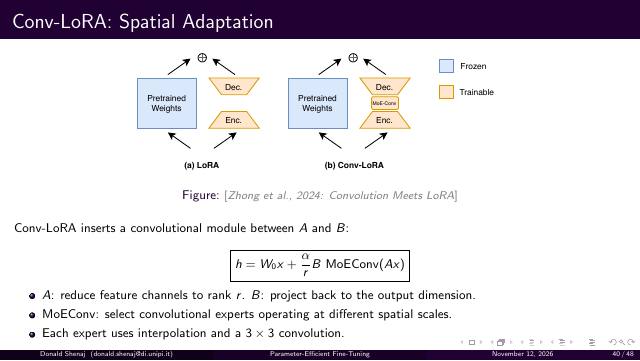 Conv-LoRA: Spatial Adaptation
⊕ ⊕
Pretrained Weights
Dec.
Enc.
Pretrained Weights
Dec.
MoE-Conv
Enc.
Frozen
Trainable
(a) LoRA
(b) Conv-LoRA
Figure: [Zhong et al., 2024: Convolution Meets LoRA]
Conv-LoRA inserts a convolutional module between A and B:
h = W₀x + α/r B MoEConv(Ax)
A: reduce feature channels to rank r. B: project back to the output dimension.
MoEConv: select convolutional experts operating at different spatial scales.
Each expert uses interpolation and a 3 × 3 convolution.
Donald Shenaj (donald.shenaj@di.unipi.it) Parameter-Efficient Fine-Tuning November 12, 2026 40 / 48